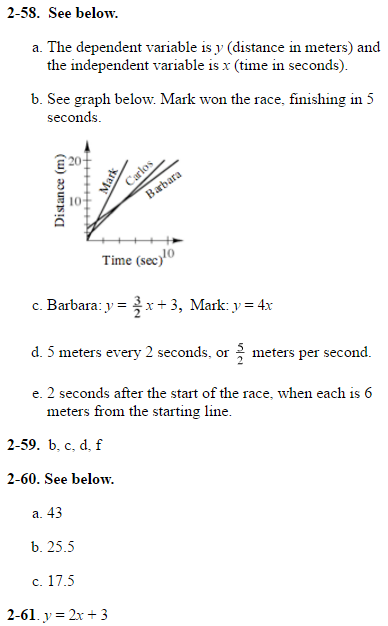 2-58. See below.
a. The dependent variable is y (distance in meters) and
the independent variable is x (time in seconds).
b. See graph below. Mark won the race, finishing in 5
seconds.
Distance (m)
20
10
Mark
Carlos
Barbara
Time (sec)
10
c. Barbara: y = 3/2 x + 3, Mark: y = 4x
d. 5 meters every 2 seconds, or 5/2 meters per second.
e. 2 seconds after the start of the race, when each is 6
meters from the starting line.
2-59. b, c, d, f
2-60. See below.
a. 43
b. 25.5
c. 17.5
2-61. y = 2x + 3